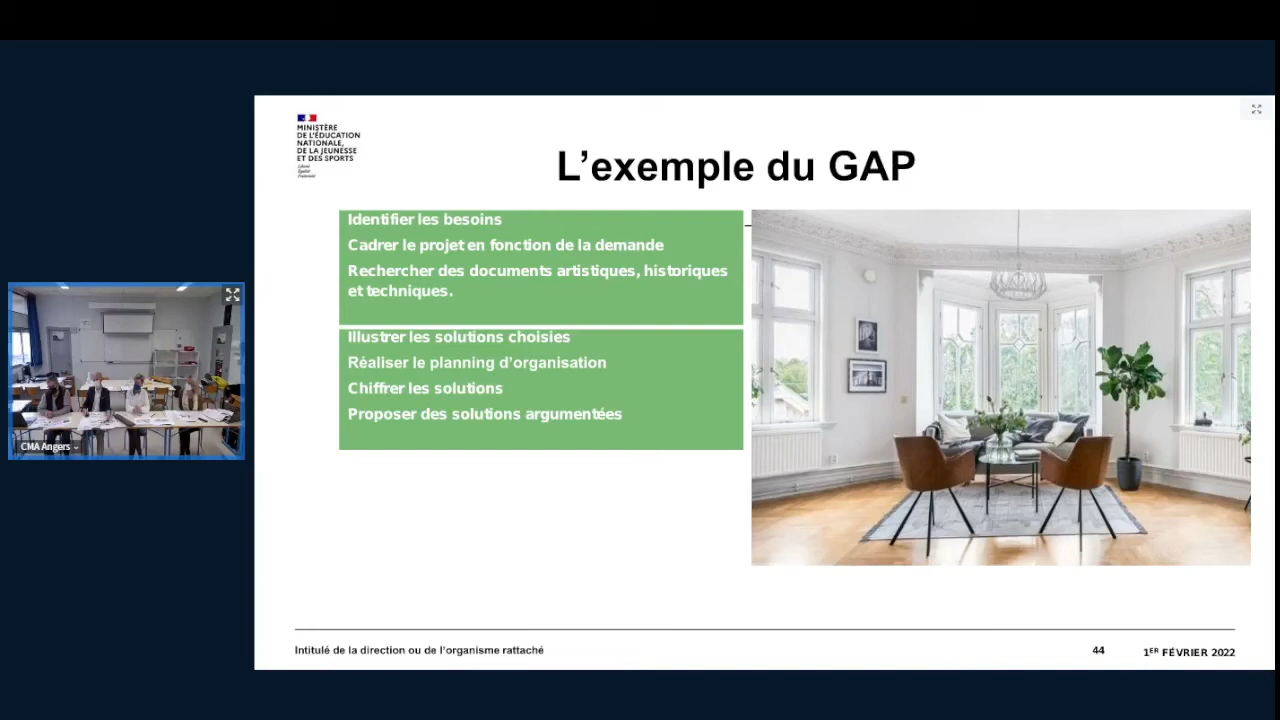 MINISTÈRE
DE L'ÉDUCATION
NATIONALE,
DE LA JEUNESSE
ET DES SPORTS
Liberté
Égalité
Fraternité
L'exemple du GAP
Identifier les besoins
Cadrer le projet en fonction de la demande
Rechercher des documents artistiques, historiques
et techniques.
Illustrer les solutions choisies
Réaliser le planning d'organisation
Chiffrer les solutions
Proposer des solutions argumentées
CMA Angers
Intitulé de la direction ou de l'organisme rattaché
44
1ER FÉVRIER 2022